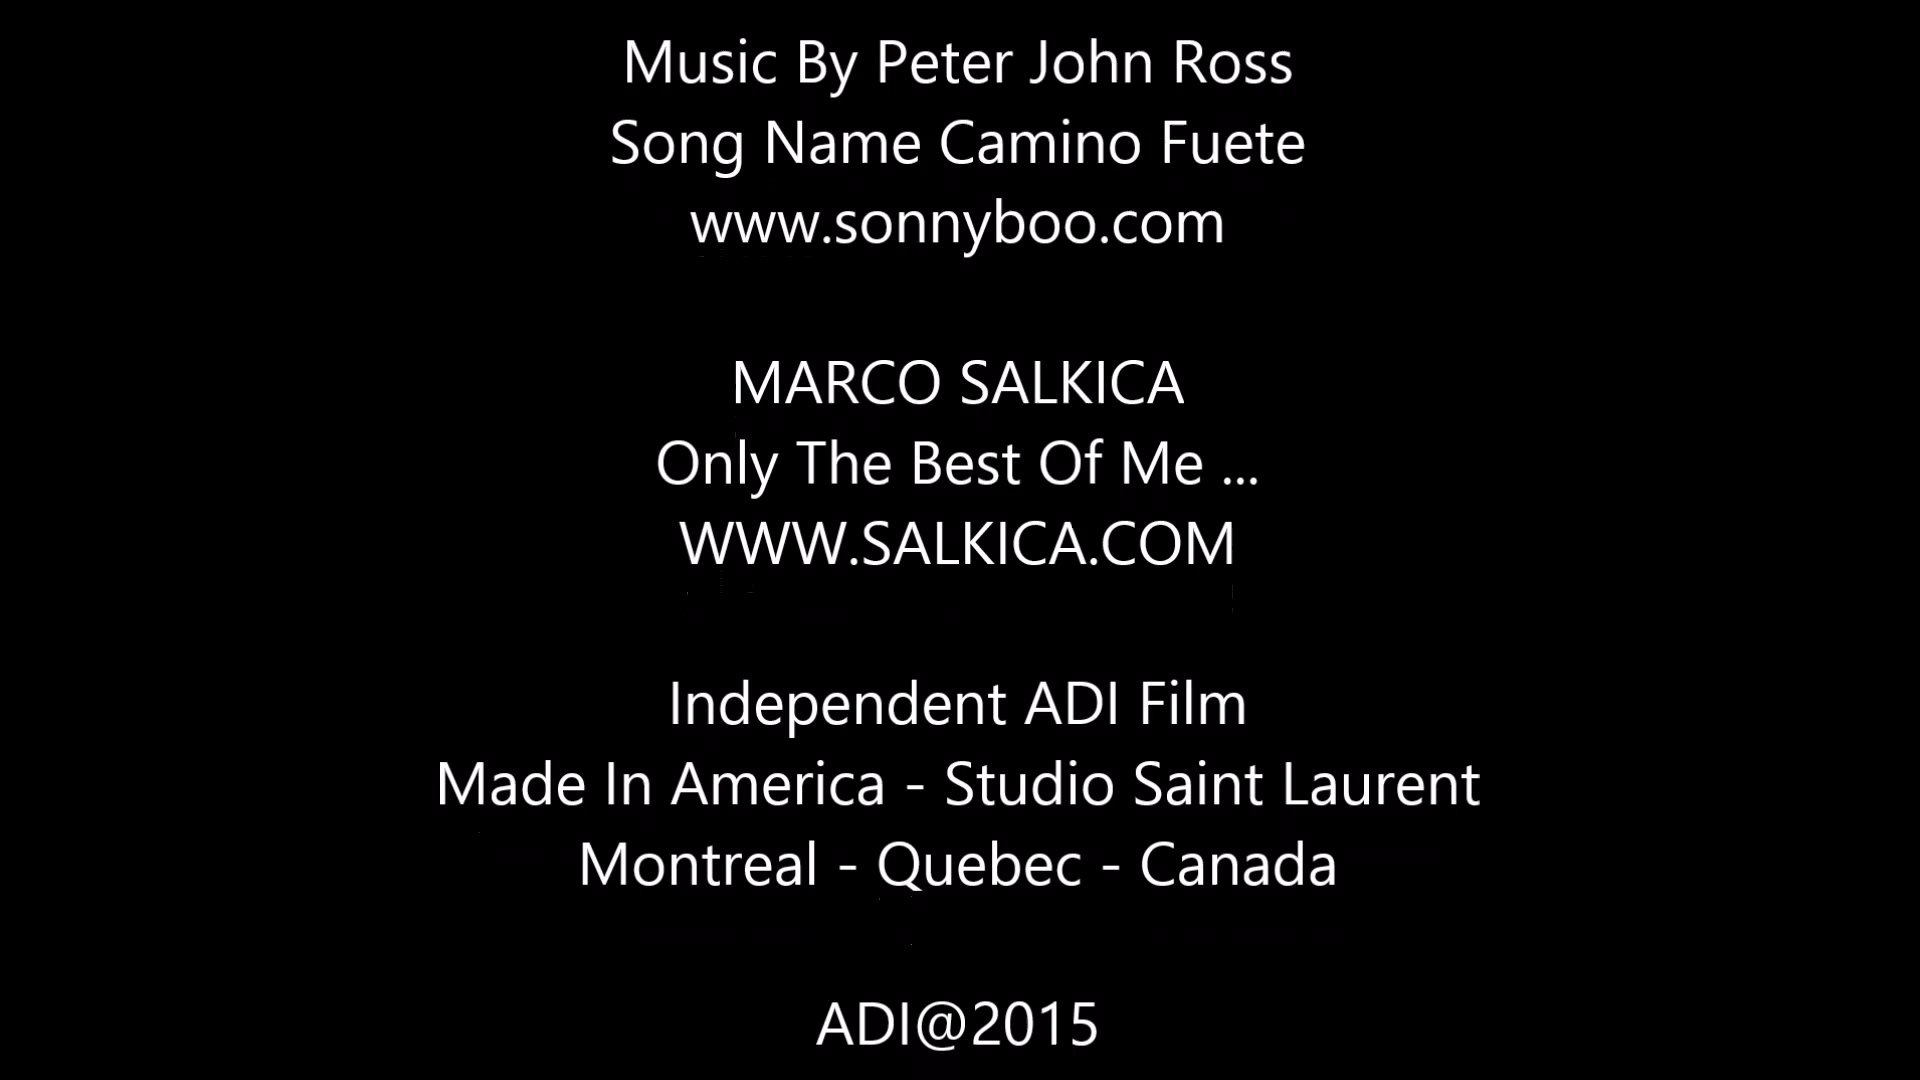 Music By Peter John Ross
Song Name Camino Fuete
www.sonnyboo.com
MARCO SALKICA
Only The Best Of Me ...
WWW.SALKICA.COM
Independent ADI Film
Made In America - Studio Saint Laurent
Montreal - Quebec - Canada
ADI@2015